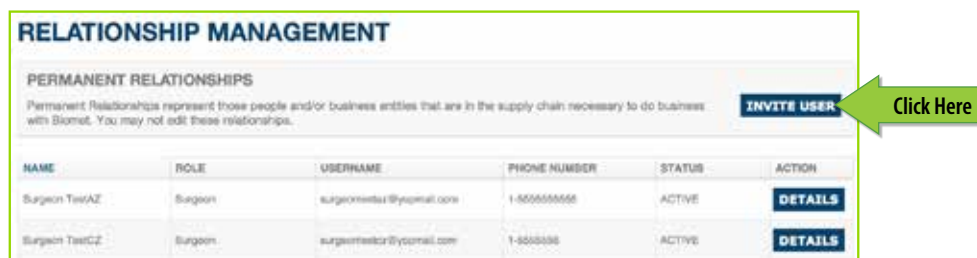 RELATIONSHIP MANAGEMENT
PERMANENT RELATIONSHIPS
Permanent Relationships represent those people and/or business entities that are in the supply chain necessary to do business
with Biomet. You may not edit these relationships.
INVITE USER
Click Here
NAME ROLE USERNAME PHONE NUMBER STATUS ACTION
Surgeon TestAZ Surgeon ACTIVE DETAILS
Surgeon TestCZ Surgeon ACTIVE DETAILS